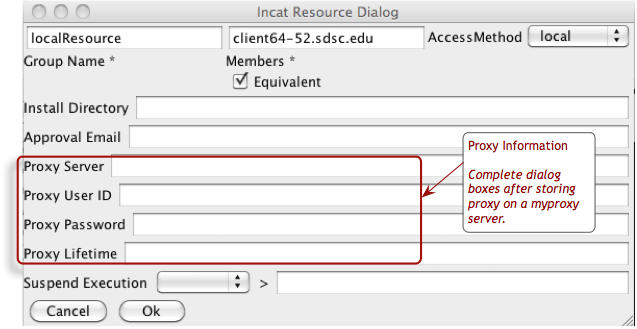 Incat Resource Dialog
localResource client64-52.sdsc.edu AccessMethod local
Group Name * Members *
Equivalent
Install Directory
Approval Email
Proxy Server
Proxy User ID
Proxy Password
Proxy Lifetime
Proxy Information
Complete dialog
boxes after storing
proxy on a myproxy
server.
Suspend Execution >
Cancel Ok